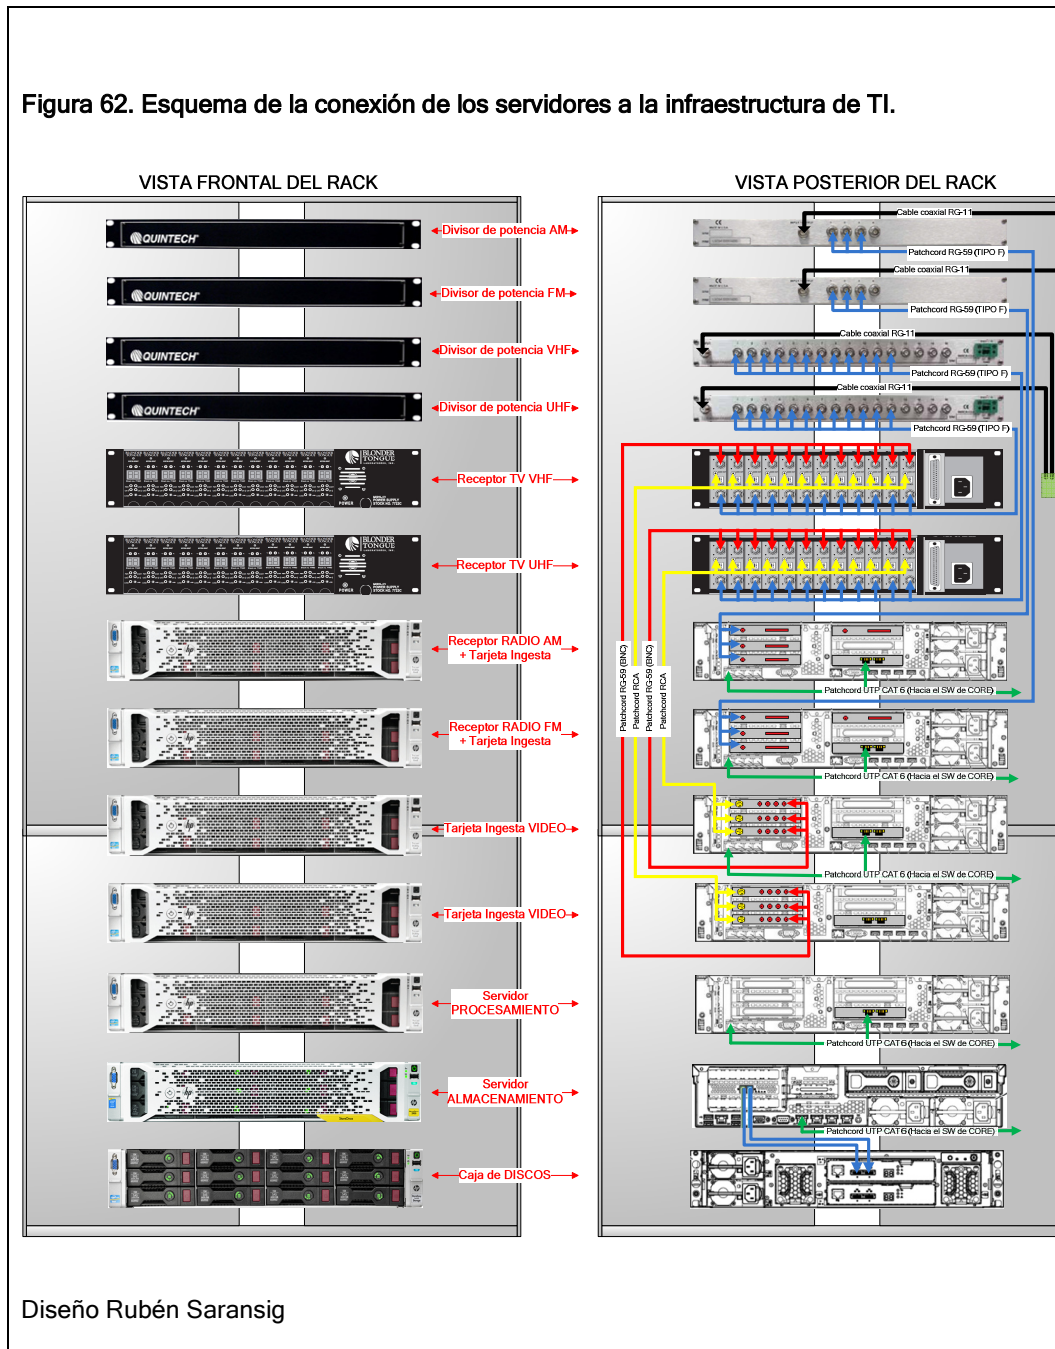 Figura 62. Esquema de la conexión de los servidores a la infraestructura de TI.
VISTA FRONTAL DEL RACK
VISTA POSTERIOR DEL RACK
QUINTECH
Divisor de potencia AM
Cable coaxial RG-11
Patchcord RG-59 (TIPO F)
QUINTECH
Divisor de potencia FM
Cable coaxial RG-11
Patchcord RG-59 (TIPO F)
QUINTECH
Divisor de potencia VHF
Cable coaxial RG-11
Patchcord RG-59 (TIPO F)
QUINTECH
Divisor de potencia UHF
Cable coaxial RG-11
Patchcord RG-59 (TIPO F)
BLONDER
TONGUE
POWER
Receptor TV VHF
BLONDER
TONGUE
POWER
Receptor TV UHF
Receptor RADIO AM
+ Tarjeta Ingesta
Patchcord RG-59 (BNC)
Patchcord RCA
Patchcord RG-59 (BNC)
Patchcord RCA
Patchcord UTP CAT 6 (Hacia el SW de CORE)
Receptor RADIO FM
+ Tarjeta Ingesta
Patchcord UTP CAT 6 (Hacia el SW de CORE)
Tarjeta Ingesta VIDEO
Patchcord UTP CAT 6 (Hacia el SW de CORE)
Tarjeta Ingesta VIDEO
Servidor
PROCESAMIENTO
Patchcord UTP CAT 6 (Hacia el SW de CORE)
hp
Servidor
ALMACENAMIENTO
Patchcord UTP CAT 6 (Hacia el SW de CORE)
Caja de DISCOS
Diseño Rubén Saransig